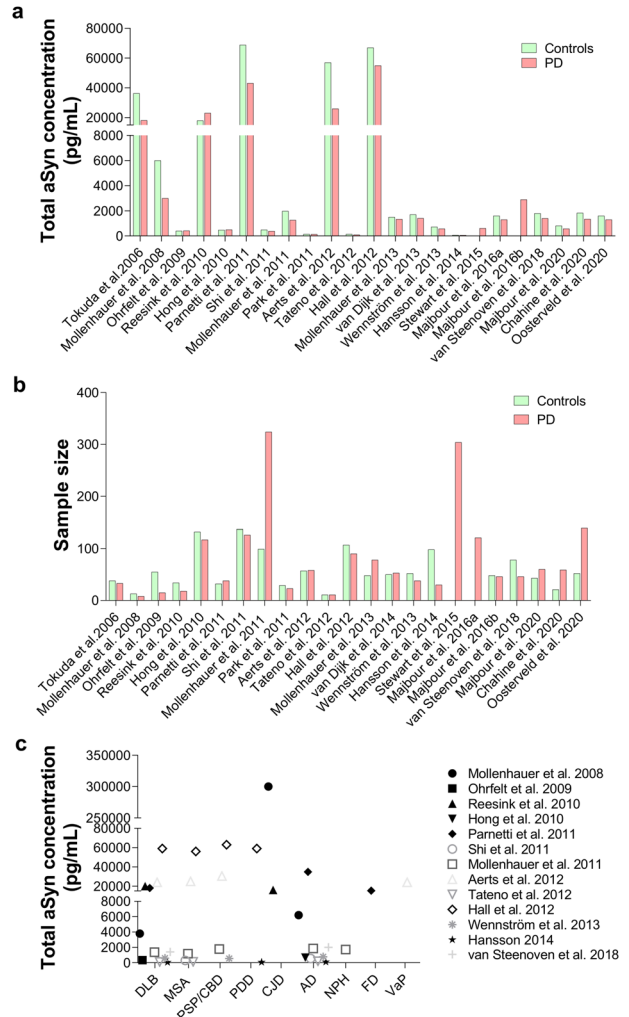 a
80000
60000
40000
20000
8000
6000
4000
2000
0
Total aSyn concentration
(pg/mL)
Controls
PD
Tokuda et al.2006
Mollenhauer et al. 2008
Ohrfelt et al. 2009
Reesink et al. 2010
Hong et al. 2010
Parnetti et al. 2011
Shi et al. 2011
Mollenhauer et al. 2011
Park et al. 2011
Aerts et al. 2012
Tateno et al. 2012
Hall et al. 2012
Mollenhauer et al. 2013
van Dijk et al. 2013
Wennström et al. 2013
Hansson et al. 2014
Stewart et al. 2015
Majbour et al. 2016a
Majbour et al. 2016b
van Steenoven et al. 2018
Majbour et al. 2020
Chahine et al. 2020
Oosterveld et al. 2020
b
400
300
200
100
0
Sample size
Controls
PD
Tokuda et al.2006
Mollenhauer et al. 2008
Ohrfelt et al. 2009
Reesink et al. 2010
Hong et al. 2010
Parnetti et al. 2011
Shi et al. 2011
Mollenhauer et al. 2011
Park et al. 2011
Aerts et al. 2012
Tateno et al. 2012
Hall et al. 2012
Mollenhauer et al. 2013
van Dijk et al. 2014
Wennström et al. 2013
Hansson et al. 2014
Stewart et al. 2015
Majbour et al. 2016a
Majbour et al. 2016b
van Steenoven et al. 2018
Majbour et al. 2020
Chahine et al. 2020
Oosterveld et al. 2020
c
350000
300000
250000
80000
60000
40000
20000
8000
6000
4000
2000
0
Total aSyn concentration
(pg/mL)
DLB
MSA
PSP/CBD
PDD
CJD
AD
NPH
FD
VaP
Mollenhauer et al. 2008
Ohrfelt et al. 2009
Reesink et al. 2010
Hong et al. 2010
Parnetti et al. 2011
Shi et al. 2011
Mollenhauer et al. 2011
Aerts et al. 2012
Tateno et al. 2012
Hall et al. 2012
Wennström et al. 2013
Hansson 2014
van Steenoven et al. 2018